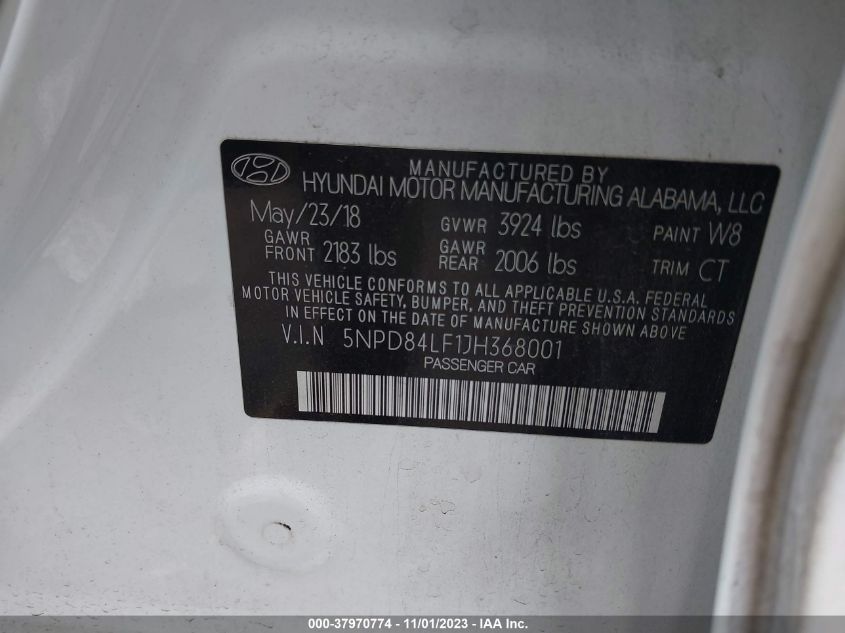 MANUFACTURED BY
HYUNDAI MOTOR MANUFACTURING ALABAMA, LLC
May/23/18 GVWR 3924 lbs PAINT W8
GAWR FRONT 2183 lbs GAWR REAR 2006 lbs TRIM CT
THIS VEHICLE CONFORMS TO ALL APPLICABLE U.S.A. FEDERAL
MOTOR VEHICLE SAFETY, BUMPER, AND THEFT PREVENTION STANDARDS
IN EFFECT ON THE DATE OF MANUFACTURE SHOWN ABOVE
V.I.N 5NPD84LF1JH368001
PASSENGER CAR
000-37970774 - 11/01/2023 - IAA Inc.